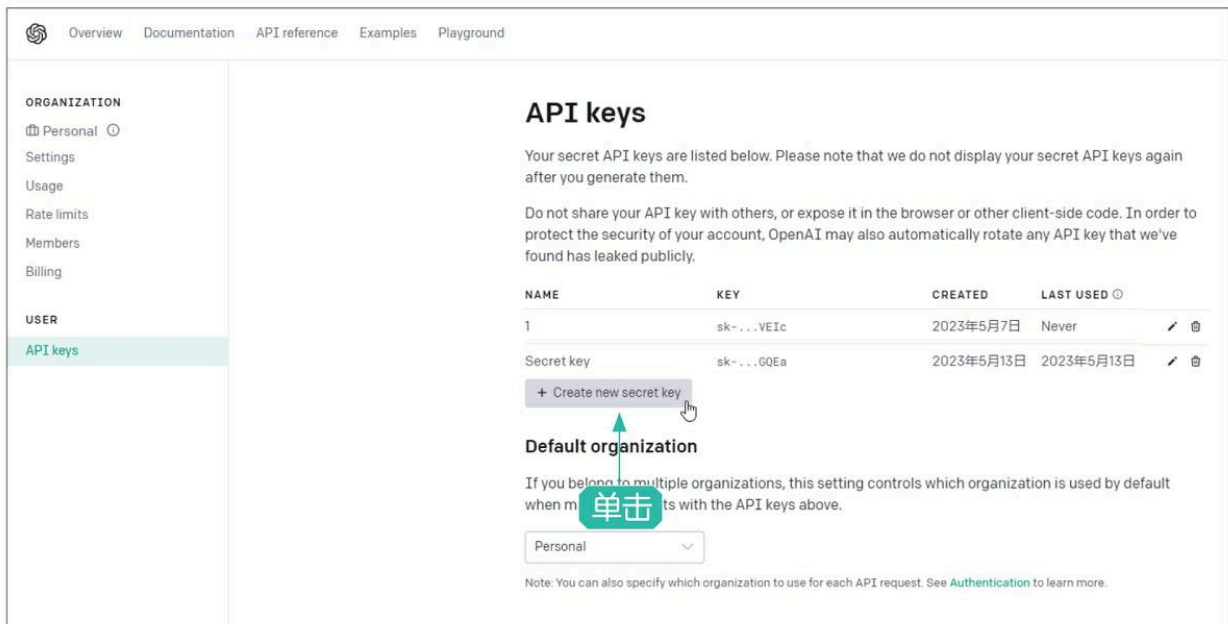 Overview Documentation API reference Examples Playground
ORGANIZATION
Personal
Settings
Usage
Rate limits
Members
Billing
USER
API keys
API keys
Your secret API keys are listed below. Please note that we do not display your secret API keys again
after you generate them.
Do not share your API key with others, or expose it in the browser or other client-side code. In order to
protect the security of your account, OpenAI may also automatically rotate any API key that we've
found has leaked publicly.
NAME KEY CREATED LAST USED
1 sk-...VEIc 2023年5月7日 Never
Secret key sk-...GQEa 2023年5月13日 2023年5月13日
+ Create new secret key
Default organization
If you belong to multiple organizations, this setting controls which organization is used by default
when m ts with the API keys above.
单击
Personal
Note: You can also specify which organization to use for each API request. See Authentication to learn more.